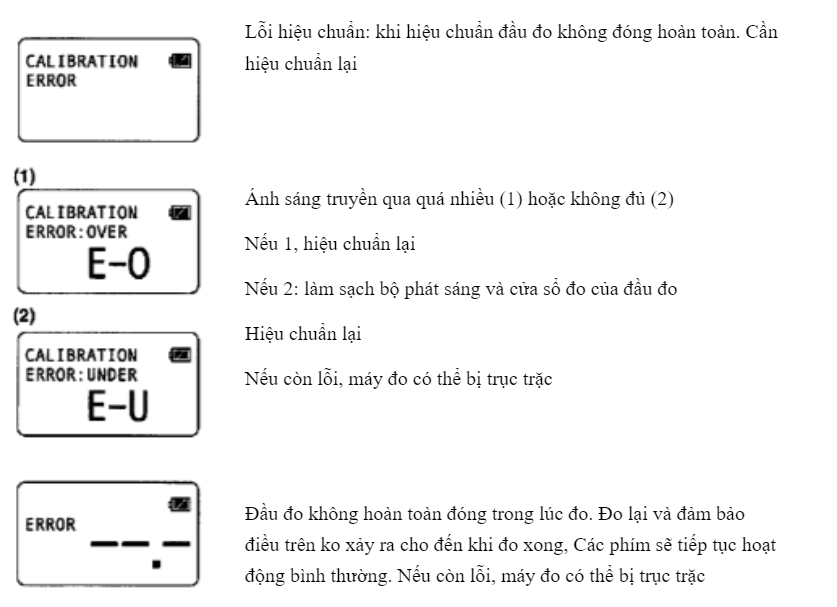 CALIBRATION
ERROR
Lỗi hiệu chuẩn: khi hiệu chuẩn đầu đo không đóng hoàn toàn. Cần
hiệu chuẩn lại
(1)
CALIBRATION
ERROR:OVER
E-O
(2)
CALIBRATION
ERROR:UNDER
E-U
Ánh sáng truyền qua quá nhiều (1) hoặc không đủ (2)
Nếu 1, hiệu chuẩn lại
Nếu 2: làm sạch bộ phát sáng và cửa sổ đo của đầu đo
Hiệu chuẩn lại
Nếu còn lỗi, máy đo có thể bị trục trặc
ERROR
--.-
Đầu đo không hoàn toàn đóng trong lúc đo. Đo lại và đảm bảo
điều trên ko xảy ra cho đến khi đo xong, Các phím sẽ tiếp tục hoạt
động bình thường. Nếu còn lỗi, máy đo có thể bị trục trặc